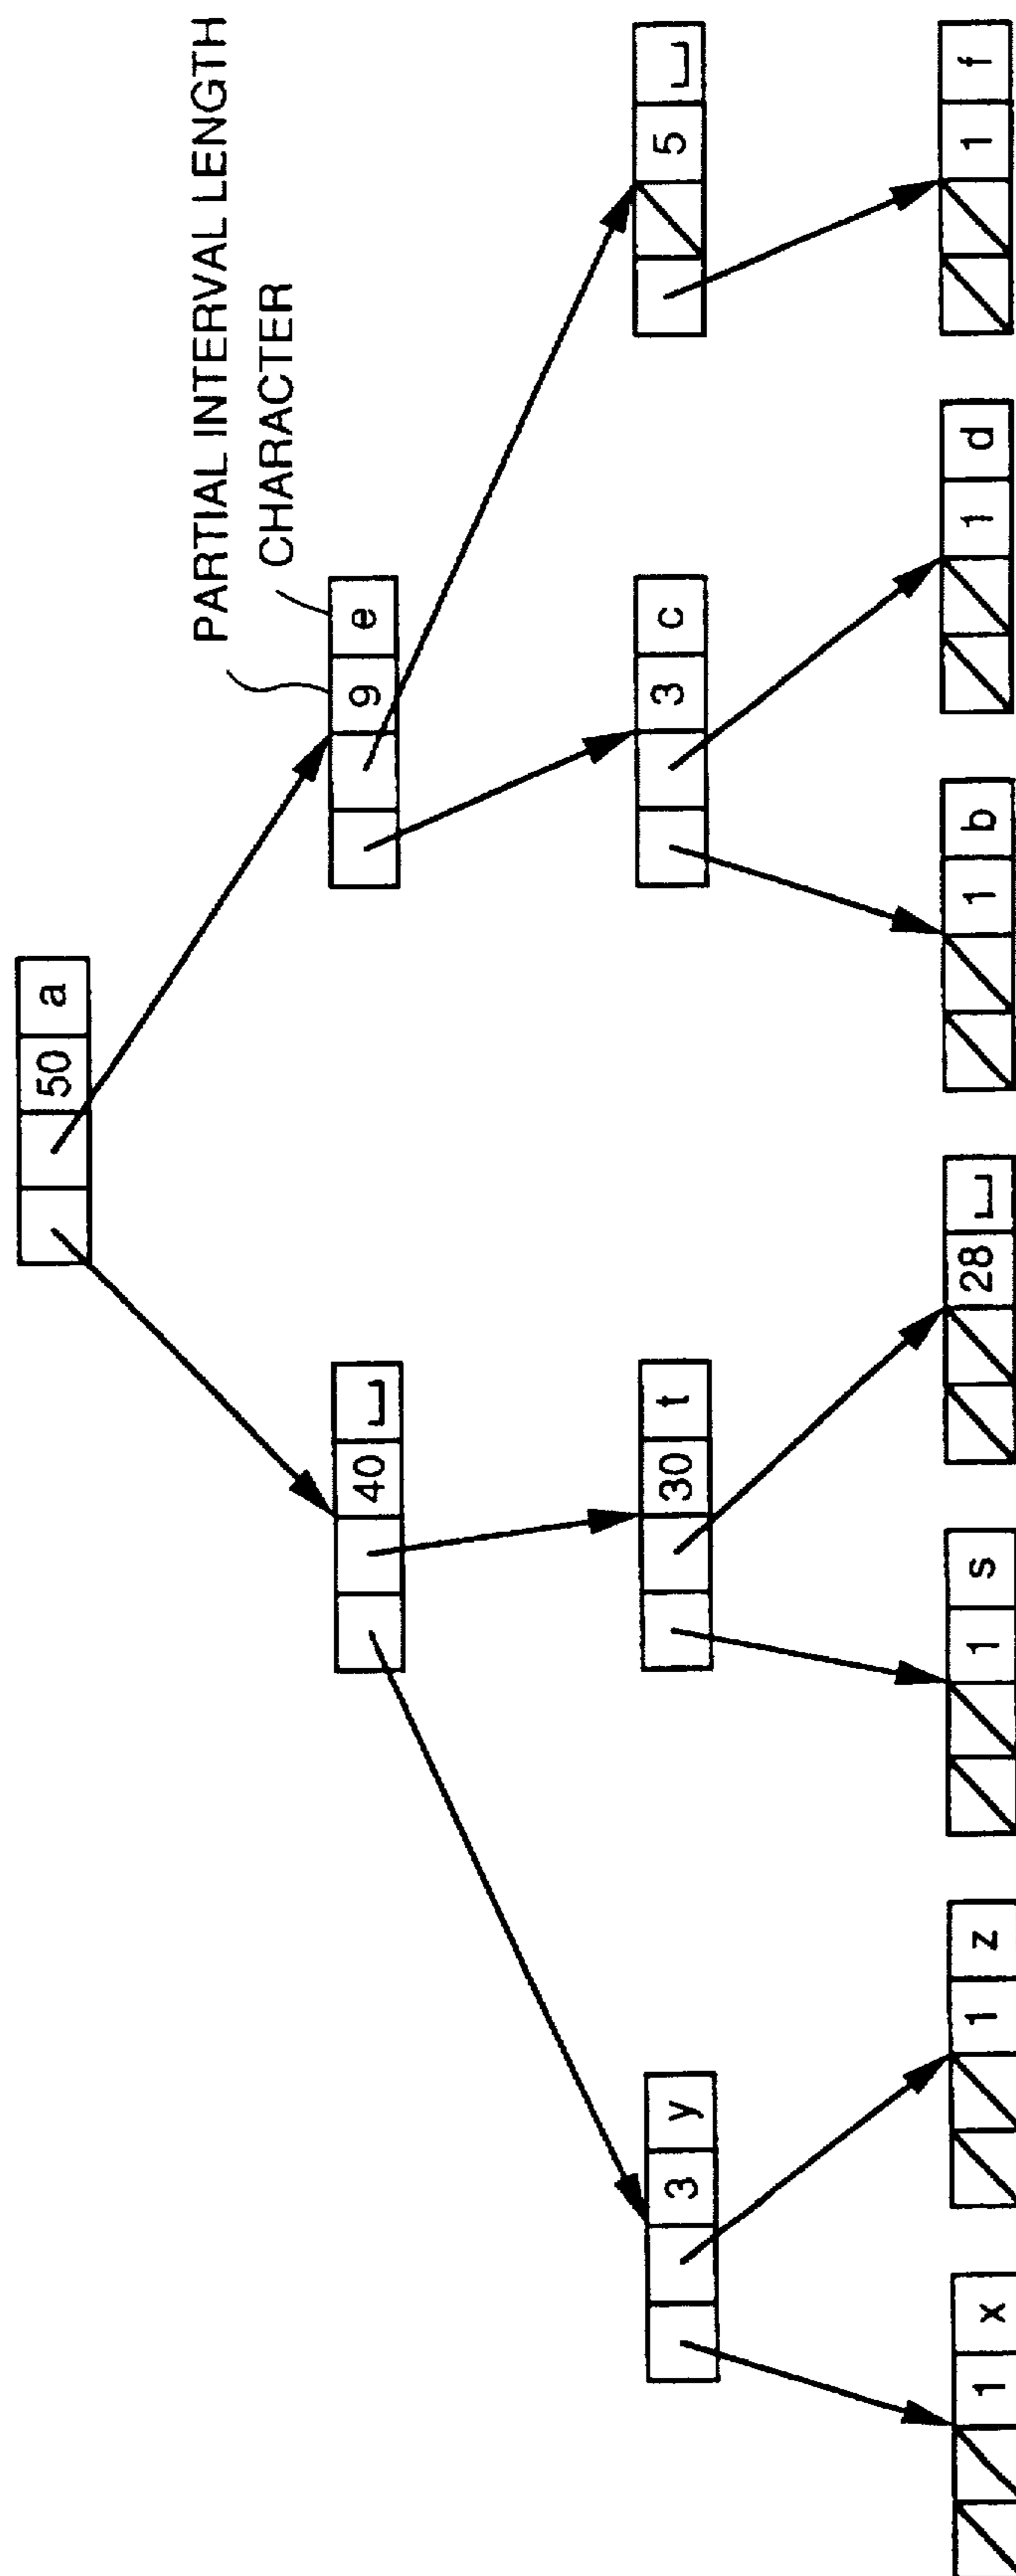 50 a
PARTIAL INTERVAL LENGTH
CHARACTER
40 ␣
9 e
3 y
30 t
3 c
5 ␣
1 x
1 z
1 s
28 ␣
1 b
1 d
1 f